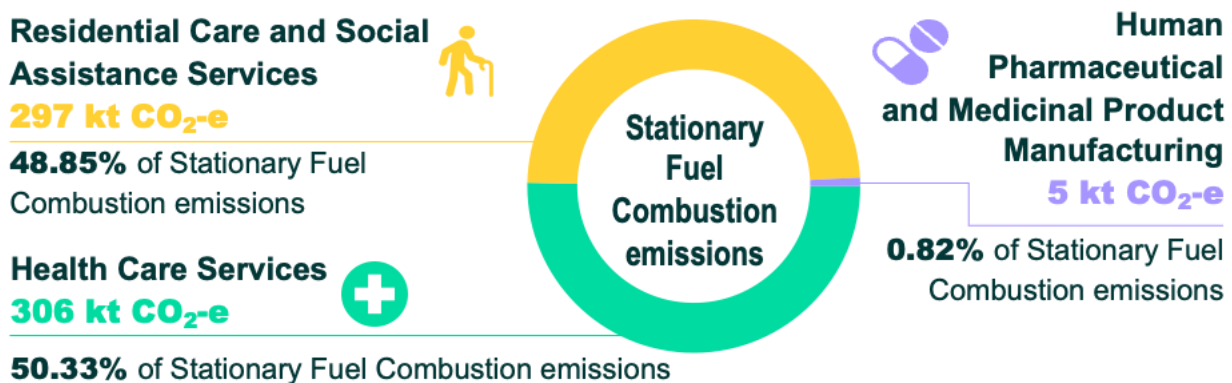 Residential Care and Social
Assistance Services
297 kt CO₂-e
48.85% of Stationary Fuel
Combustion emissions
Health Care Services
306 kt CO₂-e
50.33% of Stationary Fuel Combustion emissions
Stationary
Fuel
Combustion
emissions
Human
Pharmaceutical
and Medicinal Product
Manufacturing
5 kt CO₂-e
0.82% of Stationary Fuel
Combustion emissions